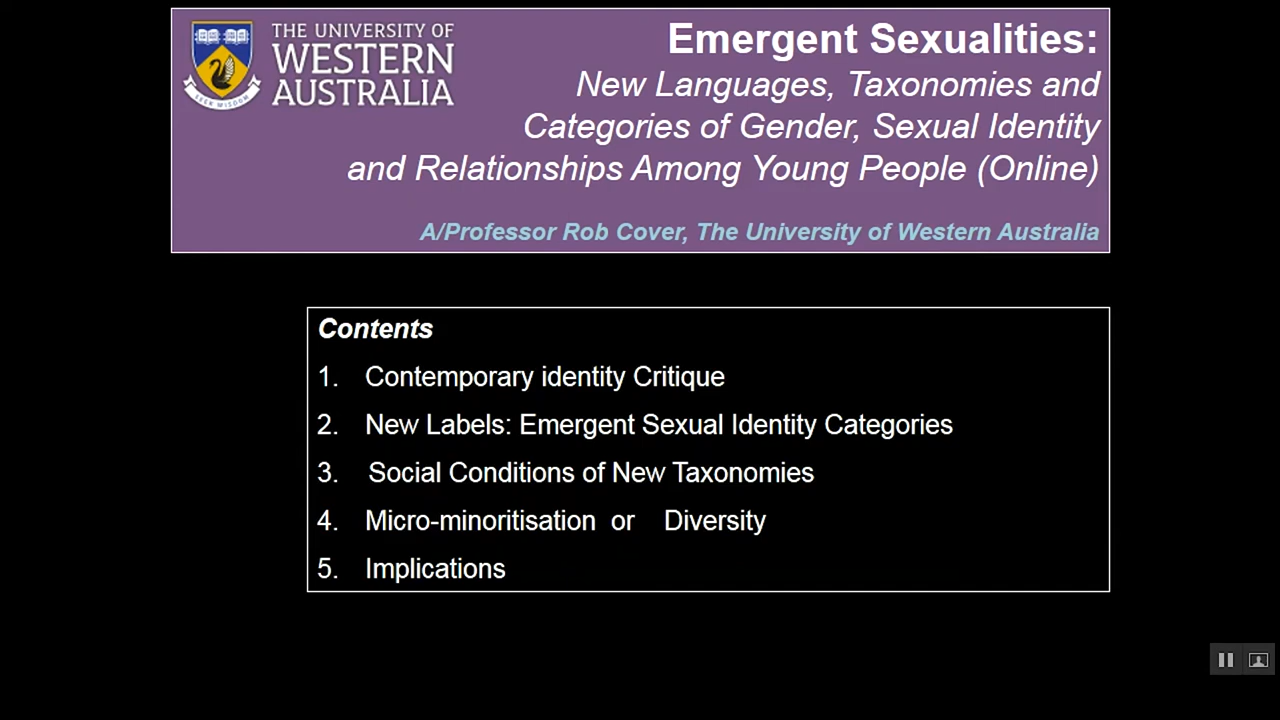 THE UNIVERSITY OF
WESTERN
AUSTRALIA
SEEK WISDOM
Emergent Sexualities:
New Languages, Taxonomies and
Categories of Gender, Sexual Identity
and Relationships Among Young People (Online)
A/Professor Rob Cover, The University of Western Australia
Contents
1. Contemporary identity Critique
2. New Labels: Emergent Sexual Identity Categories
3. Social Conditions of New Taxonomies
4. Micro-minoritisation or Diversity
5. Implications